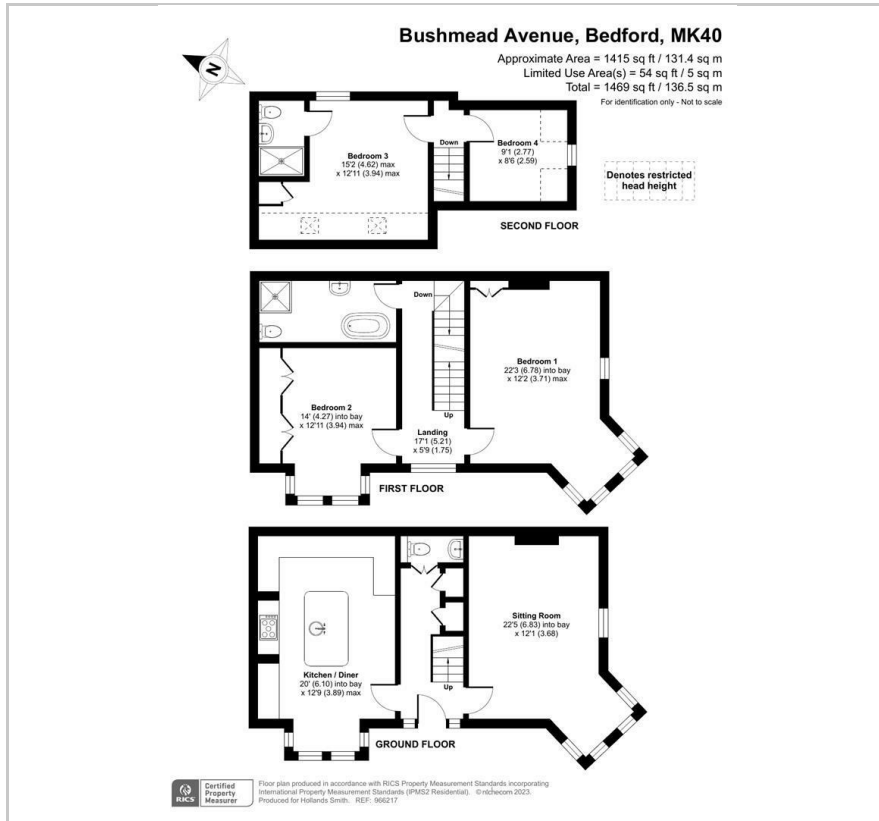 Bushmead Avenue, Bedford, MK40
Approximate Area = 1415 sq ft / 131.4 sq m
Limited Use Area(s) = 54 sq ft / 5 sq m
Total = 1469 sq ft / 136.5 sq m
For identification only - Not to scale
N
Bedroom 3
15'2 (4.62) max
x 12'11 (3.94) max
Down
Bedroom 4
9'1 (2.77)
x 8'6 (2.59)
Denotes restricted
head height
SECOND FLOOR
Down
Bedroom 1
22'3 (6.78) into bay
x 12'2 (3.71) max
Bedroom 2
14' (4.27) into bay
x 12'11 (3.94) max
Up
Landing
17'1 (5.21)
x 5'9 (1.75)
FIRST FLOOR
Sitting Room
22'5 (6.83) into bay
x 12'1 (3.68)
Kitchen / Diner
20' (6.10) into bay
x 12'9 (3.89) max
Up
GROUND FLOOR
RICS
Certified
Property
Measurer
Floor plan produced in accordance with RICS Property Measurement Standards incorporating
International Property Measurement Standards (IPMS2 Residential). © nichecom 2023.
Produced for Hollands Smith. REF: 966217